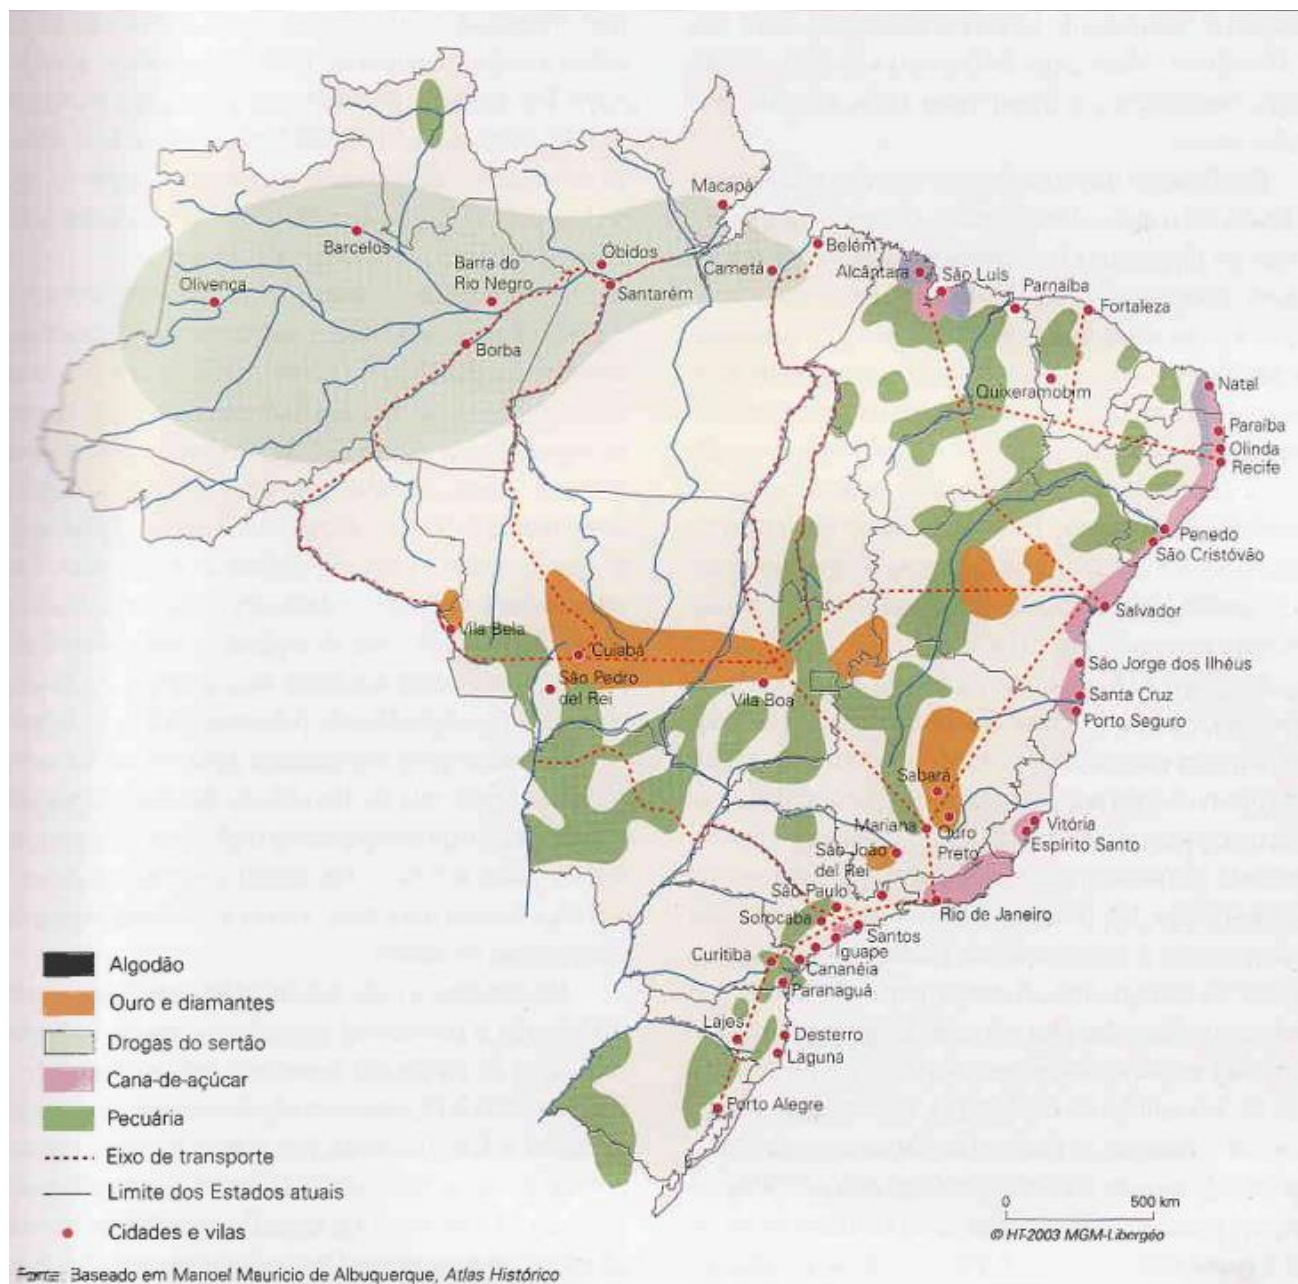 Macapá
Barcelos
Óbidos
Belém
Barra do
Rio Negro
Cametá
Alcântara
São Luís
Olivença
Santarém
Parnaíba
Fortaleza
Borba
Quixeramobim
Natal
Paraíba
Olinda
Recife
Penedo
São Cristóvão
Salvador
Vila Bela
Cuiabá
São Pedro
del Rei
Vila Boa
São Jorge dos Ilhéus
Santa Cruz
Porto Seguro
Sabará
Mariana
Ouro
Preto
Vitória
Espírito Santo
São João
del Rei
São Paulo
Sorocaba
Rio de Janeiro
Santos
Iguape
Curitiba
Cananéia
Paranaguá
Lajes
Desterro
Laguna
Porto Alegre
Algodão
Ouro e diamantes
Drogas do sertão
Cana-de-açúcar
Pecuária
Eixo de transporte
Limite dos Estados atuais
Cidades e vilas
0 500 km
© HT-2003 MGM-Libergéo
Fonte: Baseado em Manoel Mauricio de Albuquerque, Atlas Histórico